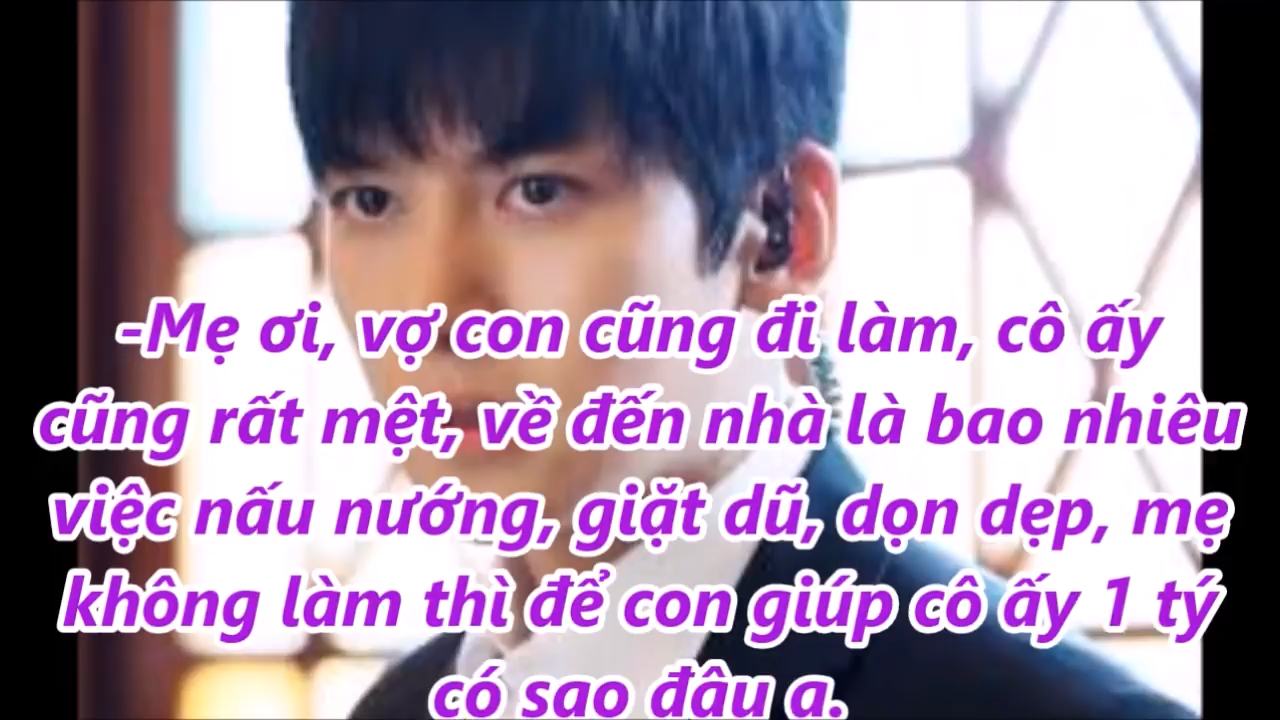 -Mẹ ơi, vợ con cũng đi làm, cô ấy
cũng rất mệt, về đến nhà là bao nhiêu
việc nấu nướng, giặt dũ, dọn dẹp, mẹ
không làm thì để con giúp cô ấy 1 tý
có sao đâu ạ.